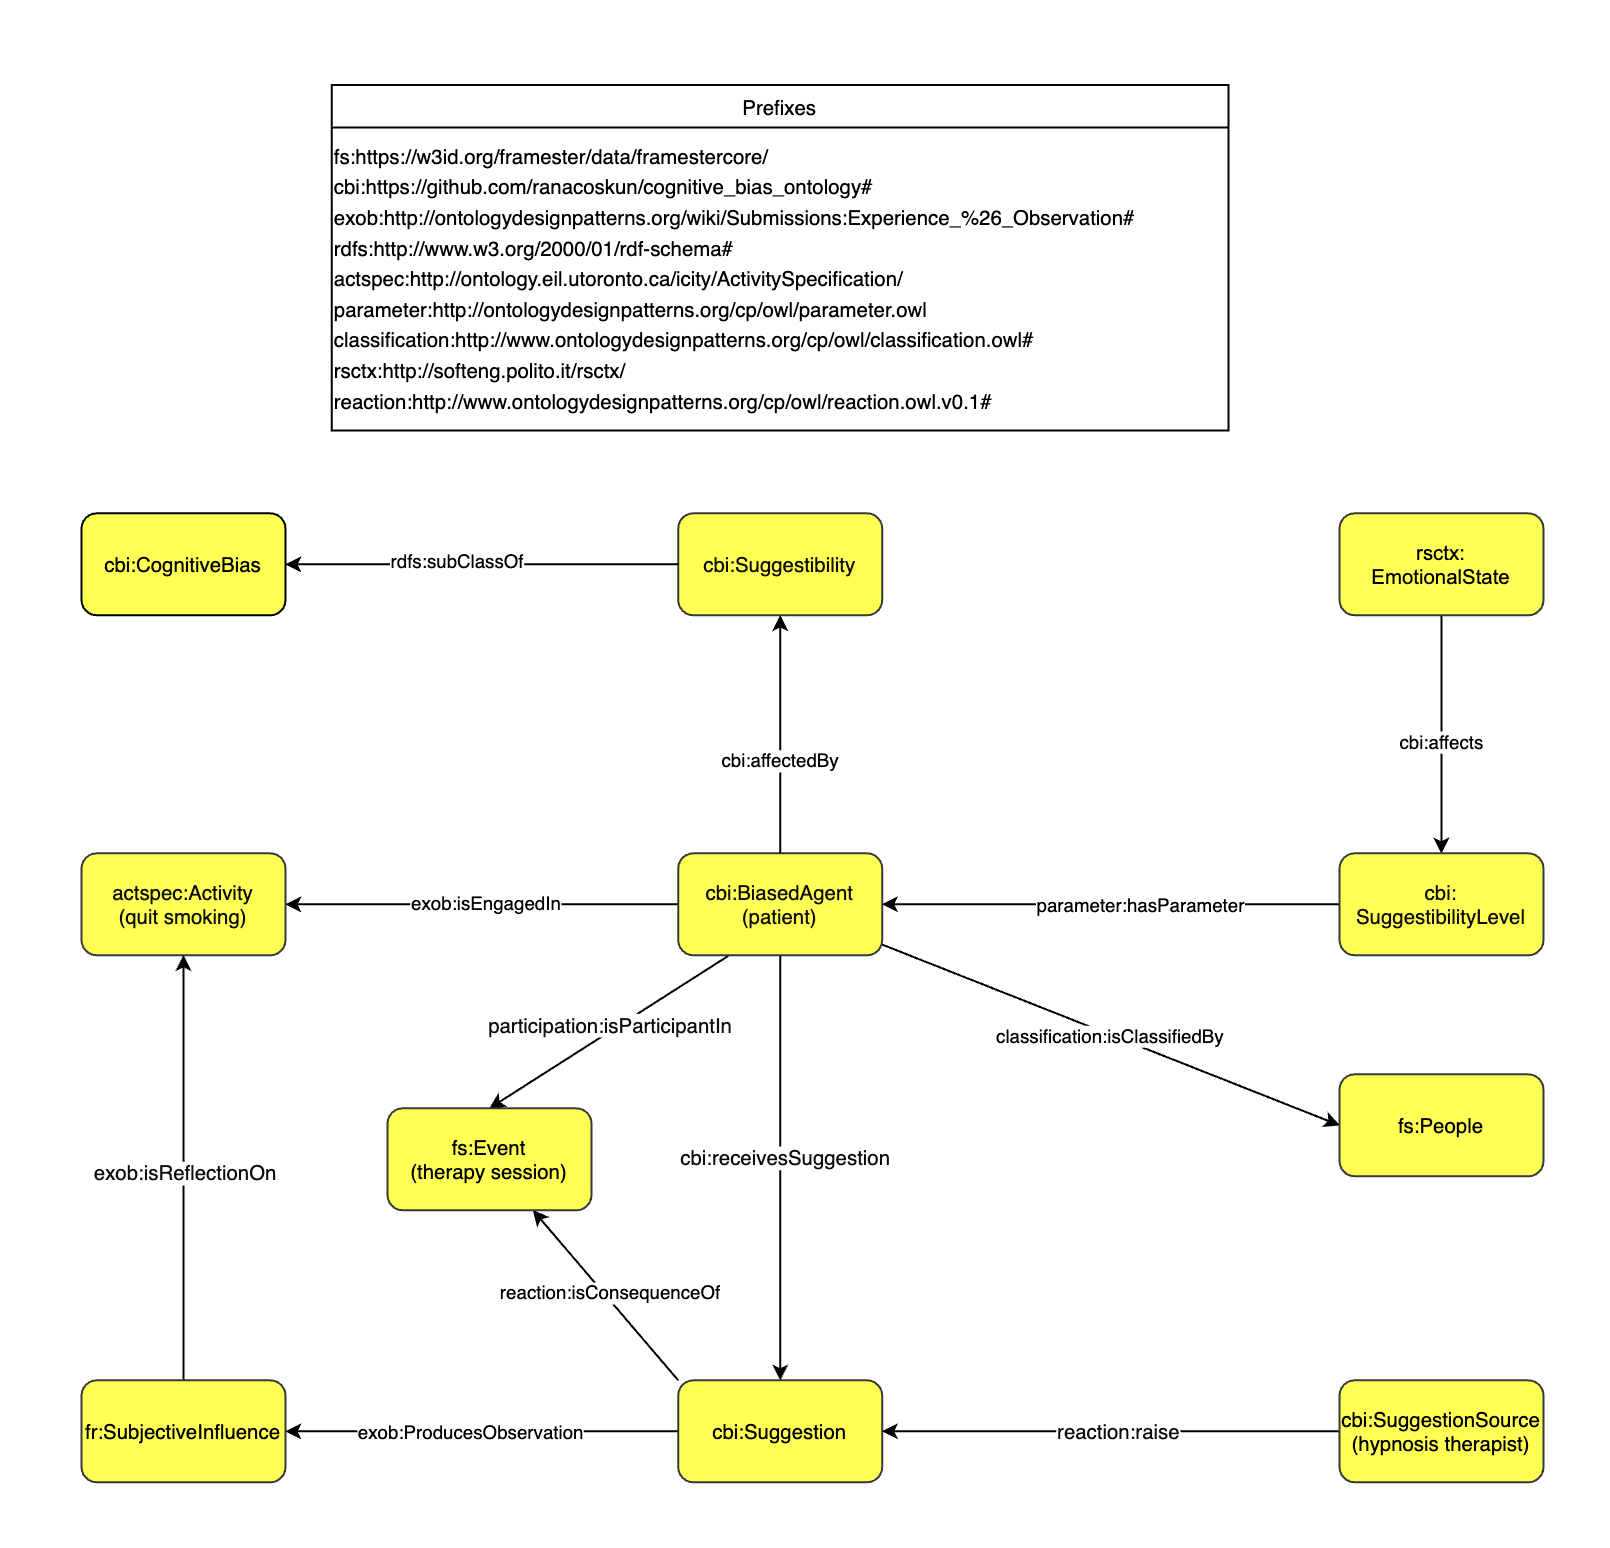 Prefixes
fs:https://w3id.org/framester/data/framestercore/
cbi:https://github.com/ranacoskun/cognitive_bias_ontology#
exob:http://ontologydesignpatterns.org/wiki/Submissions:Experience_%26_Observation#
rdfs:http://www.w3.org/2000/01/rdf-schema#
actspec:http://ontology.eil.utoronto.ca/icity/ActivitySpecification/
parameter:http://ontologydesignpatterns.org/cp/owl/parameter.owl
classification:http://www.ontologydesignpatterns.org/cp/owl/classification.owl#
rsctx:http://softeng.polito.it/rsctx/
reaction:http://www.ontologydesignpatterns.org/cp/owl/reaction.owl.v0.1#
cbi:CognitiveBias
rdfs:subClassOf
cbi:Suggestibility
rsctx:
EmotionalState
cbi:affectedBy
cbi:affects
actspec:Activity
(quit smoking)
exob:isEngagedIn
cbi:BiasedAgent
(patient)
parameter:hasParameter
cbi:
SuggestibilityLevel
participation:isParticipantIn
classification:isClassifiedBy
fs:Event
(therapy session)
fs:People
cbi:receivesSuggestion
exob:isReflectionOn
reaction:isConsequenceOf
fr:SubjectiveInfluence
exob:ProducesObservation
cbi:Suggestion
reaction:raise
cbi:SuggestionSource
(hypnosis therapist)